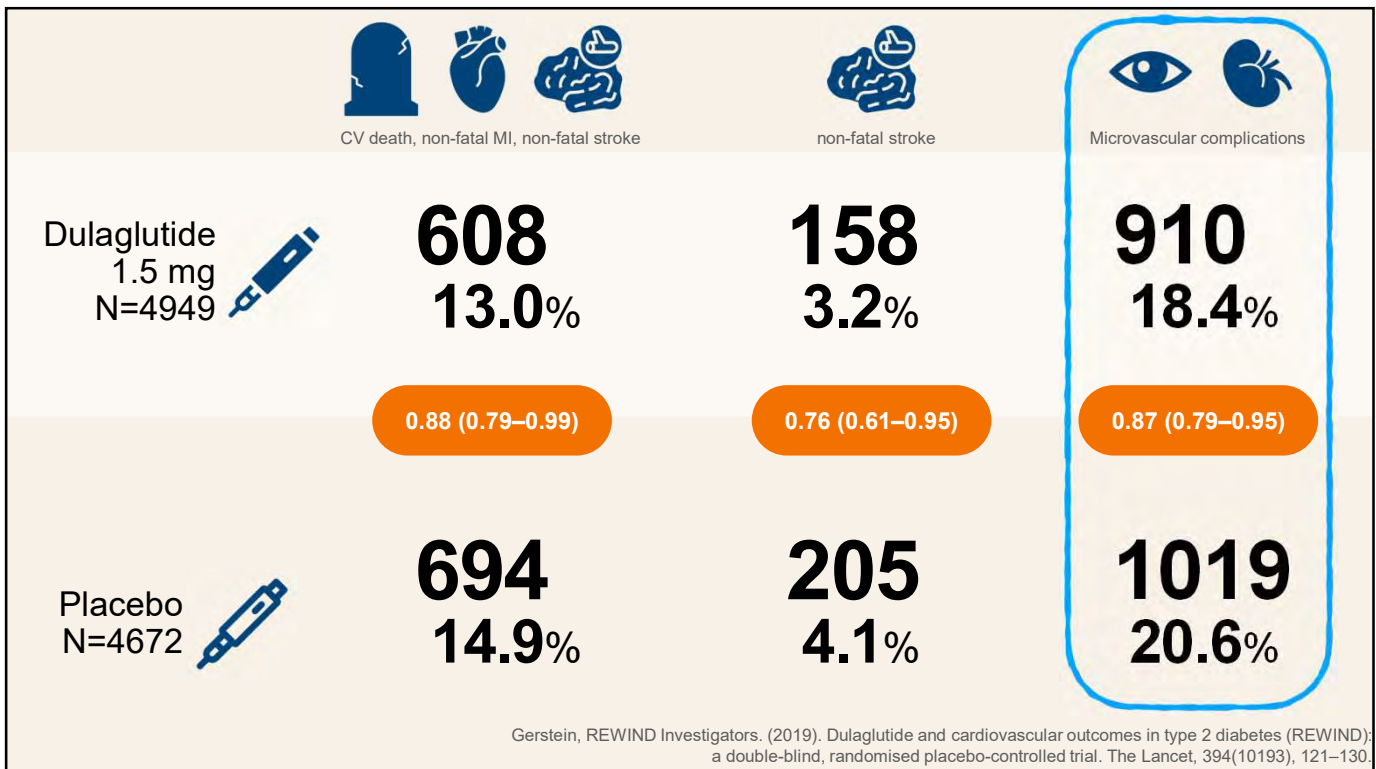 CV death, non-fatal MI, non-fatal stroke
non-fatal stroke
Microvascular complications
Dulaglutide
1.5 mg
N=4949
608
13.0%
158
3.2%
910
18.4%
0.88 (0.79–0.99)
0.76 (0.61–0.95)
0.87 (0.79–0.95)
Placebo
N=4672
694
14.9%
205
4.1%
1019
20.6%
Gerstein, REWIND Investigators. (2019). Dulaglutide and cardiovascular outcomes in type 2 diabetes (REWIND):
a double-blind, randomised placebo-controlled trial. The Lancet, 394(10193), 121–130.